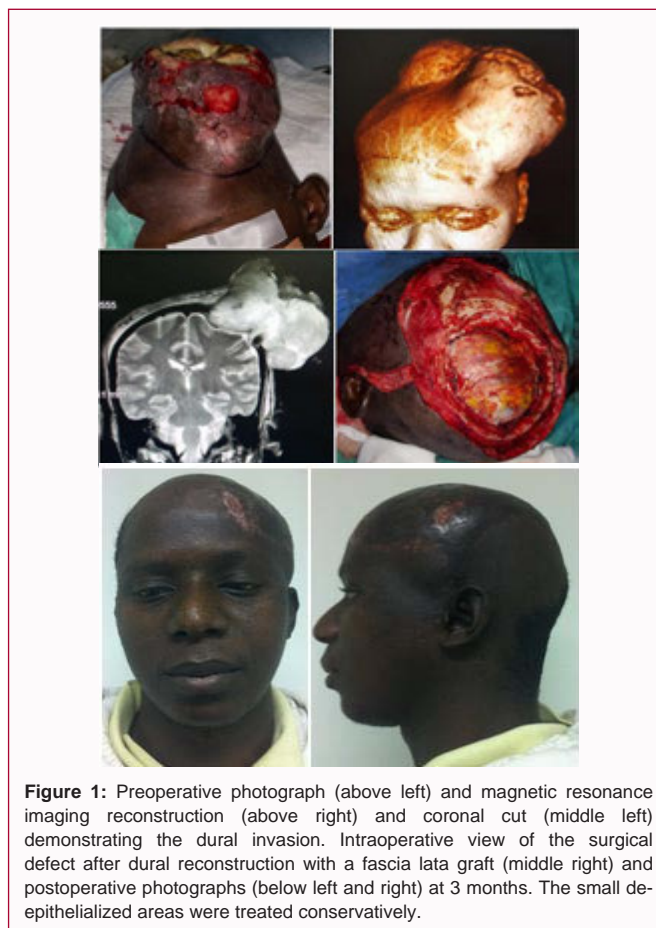 555
Figure 1: Preoperative photograph (above left) and magnetic resonance
imaging reconstruction (above right) and coronal cut (middle left)
demonstrating the dural invasion. Intraoperative view of the surgical
defect after dural reconstruction with a fascia lata graft (middle right) and
postoperative photographs (below left and right) at 3 months. The small de-
epithelialized areas were treated conservatively.